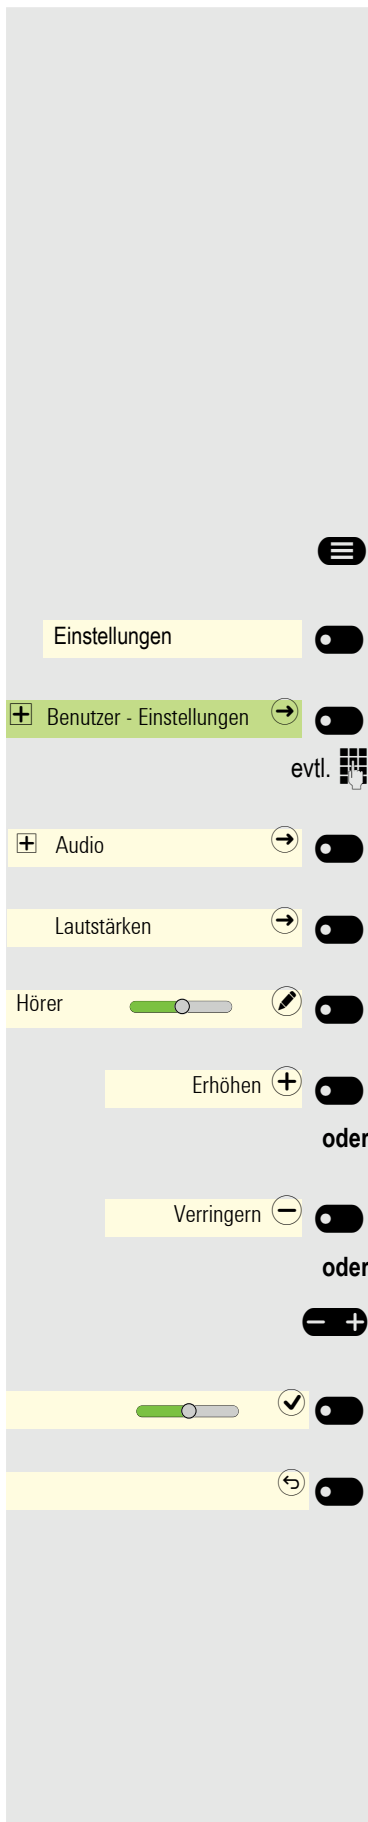 Einstellungen
Benutzer - Einstellungen
evtl.
Audio
Lautstärken
Hörer
Erhöhen
oder
Verringern
oder